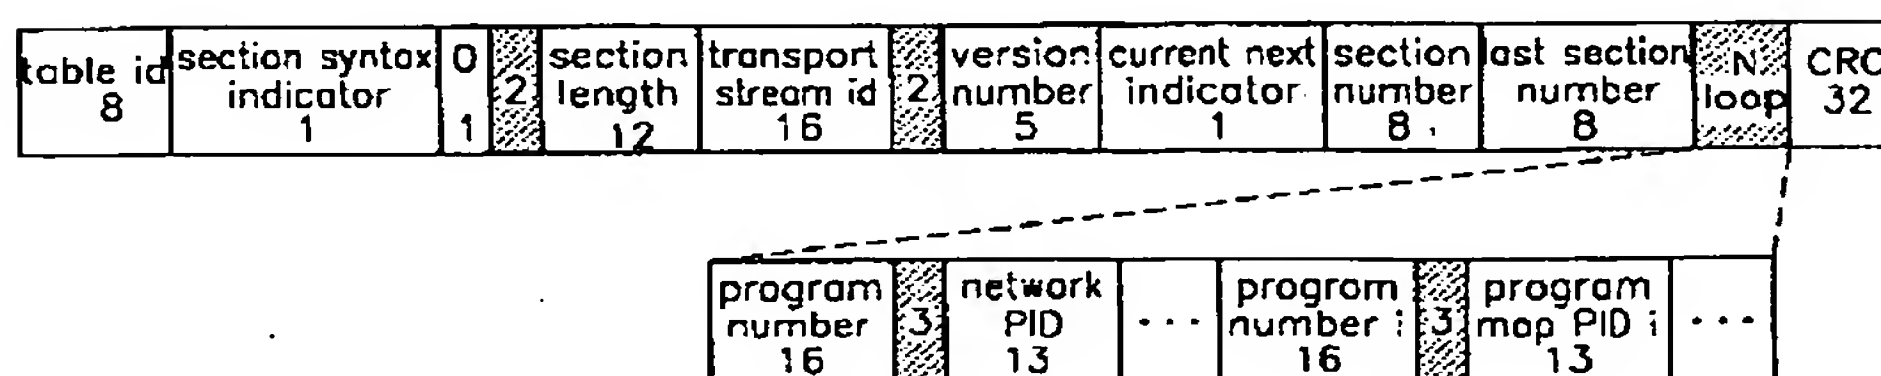 table id
8
section syntax
indicator
1
0
1
2
section
length
12
transport
stream id
16
2
version
number
5
current next
indicator
1
section
number
8
last section
number
8
N
loop
CRC
32
program
number
16
3
network
PID
13
...
program
number i
16
3
program
map PID i
13
...